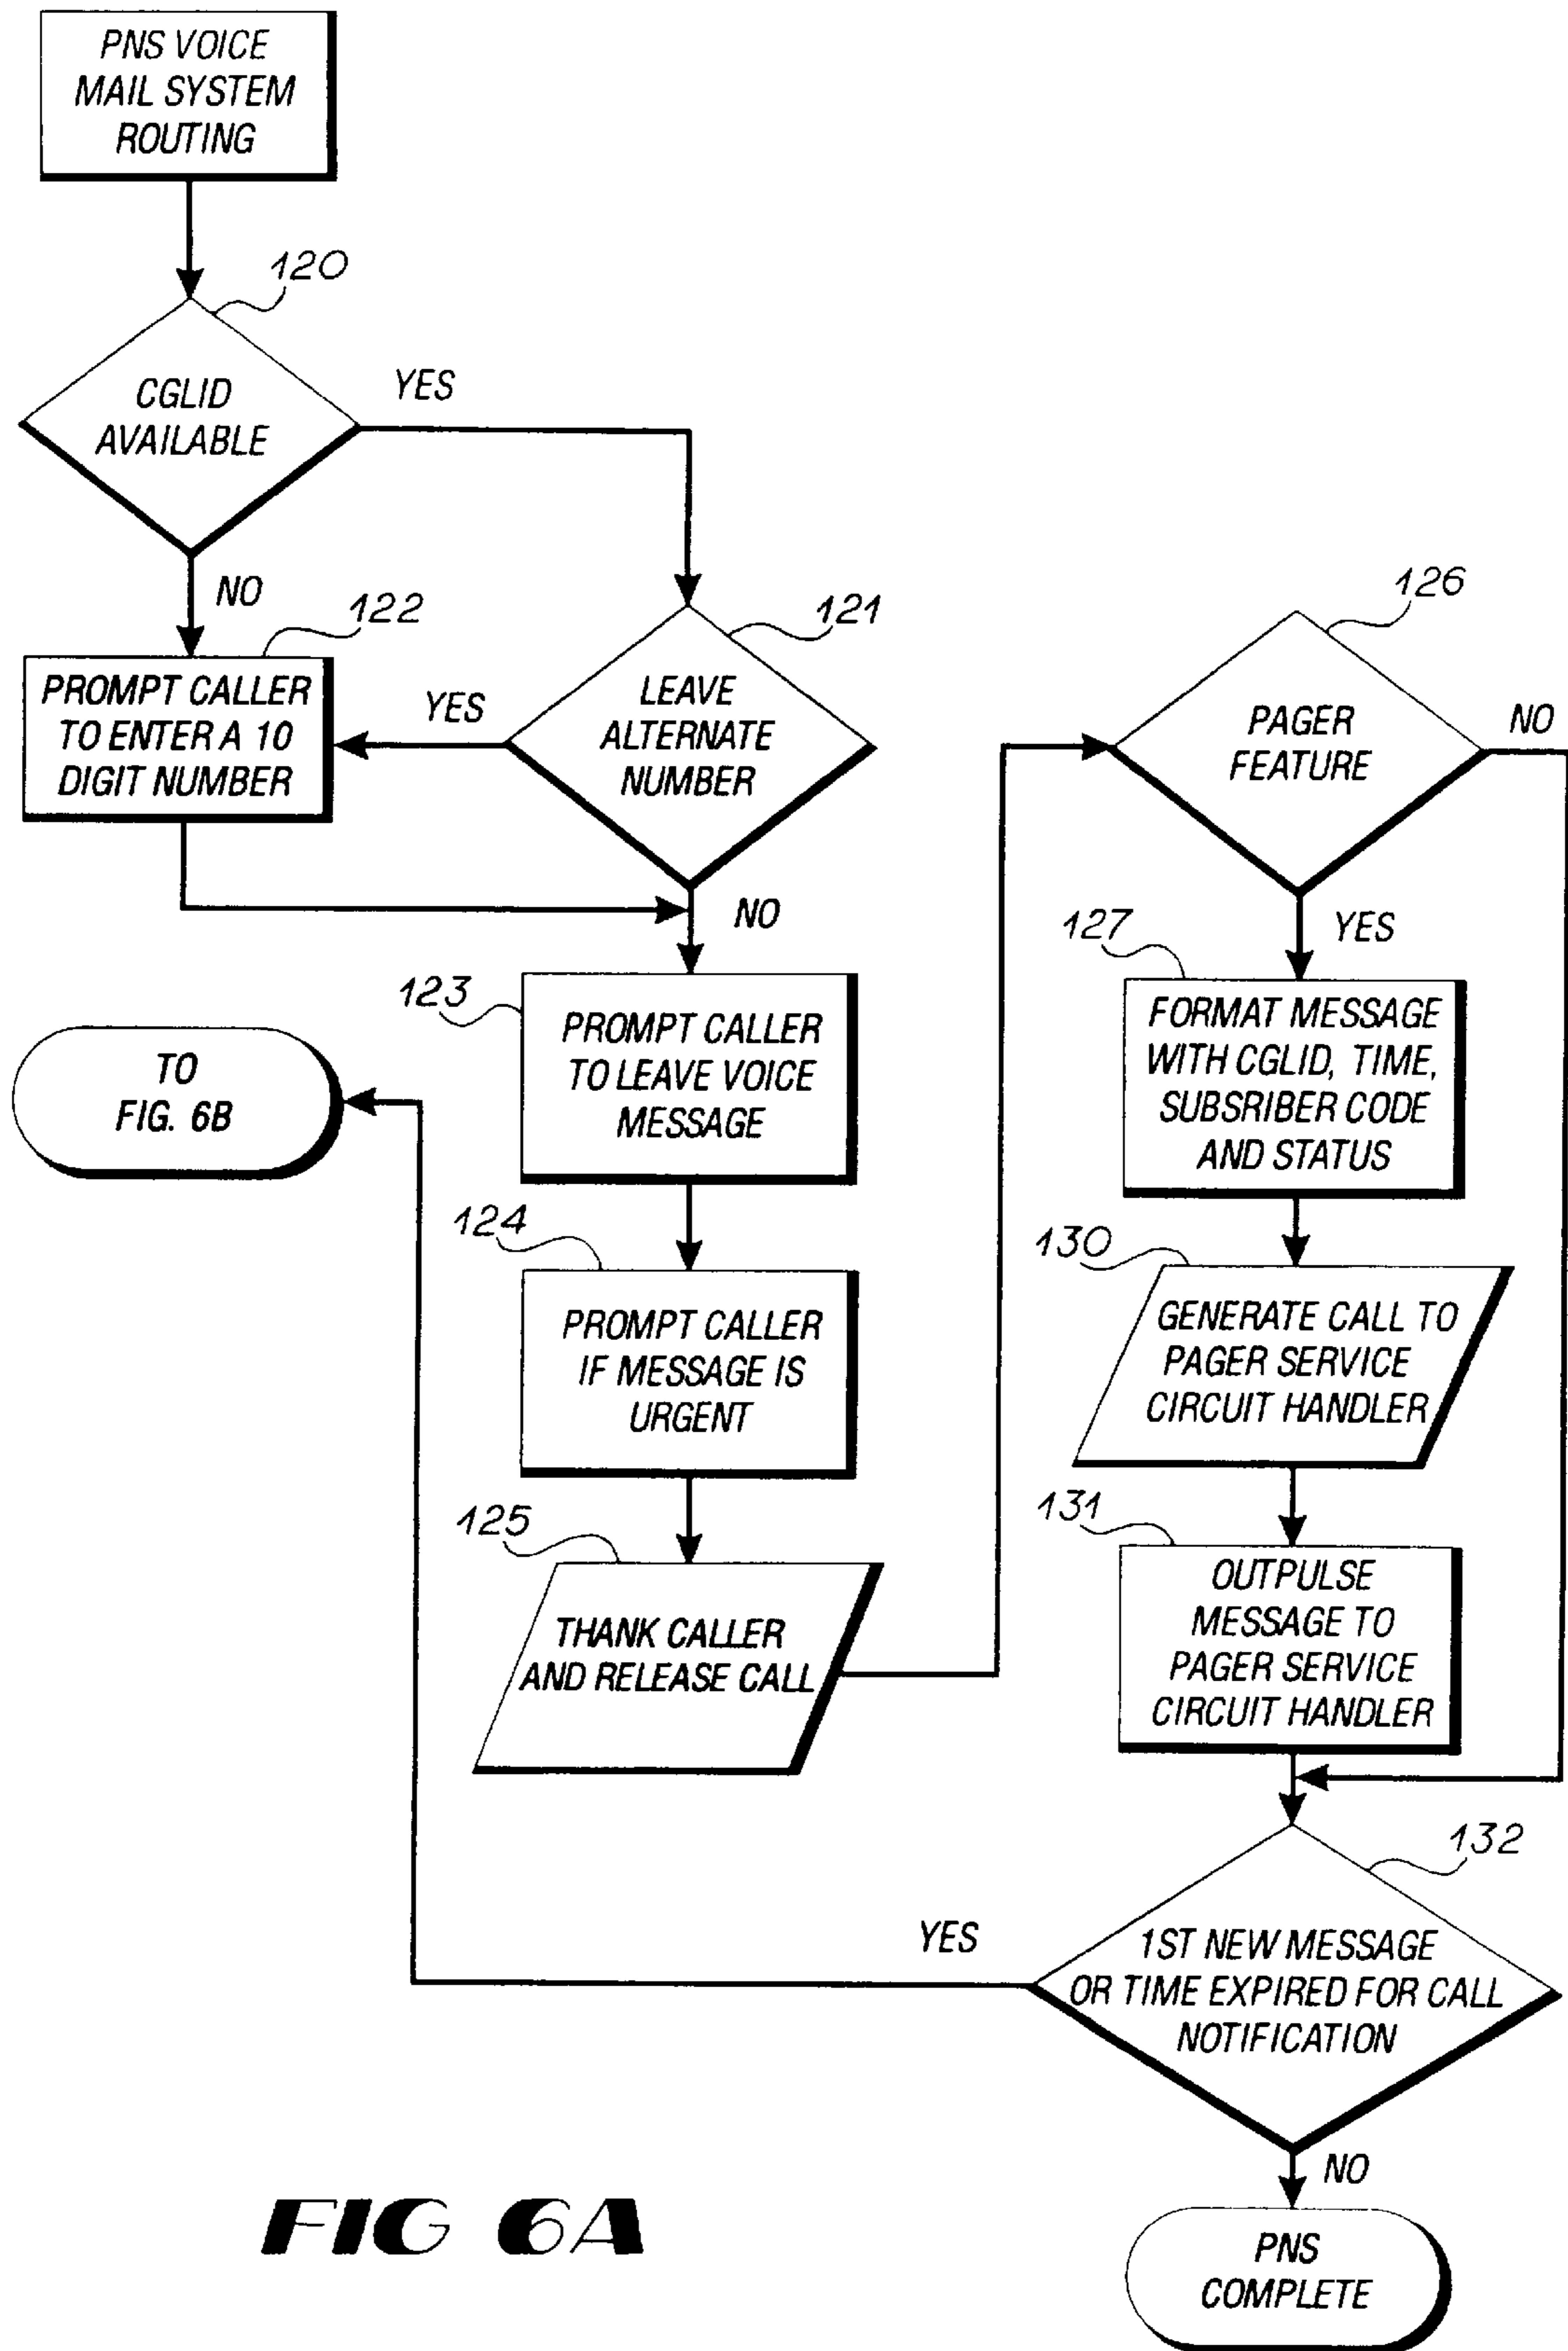 PNS VOICE
MAIL SYSTEM
ROUTING
120
CGLID
AVAILABLE
YES
NO
122
PROMPT CALLER
TO ENTER A 10
DIGIT NUMBER
YES
121
LEAVE
ALTERNATE
NUMBER
NO
123
PROMPT CALLER
TO LEAVE VOICE
MESSAGE
TO
FIG. 6B
124
PROMPT CALLER
IF MESSAGE IS
URGENT
125
THANK CALLER
AND RELEASE CALL
126
PAGER
FEATURE
NO
YES
127
FORMAT MESSAGE
WITH CGLID, TIME,
SUBSRIBER CODE
AND STATUS
130
GENERATE CALL TO
PAGER SERVICE
CIRCUIT HANDLER
131
OUTPULSE
MESSAGE TO
PAGER SERVICE
CIRCUIT HANDLER
132
1ST NEW MESSAGE
OR TIME EXPIRED FOR CALL
NOTIFICATION
YES
NO
PNS
COMPLETE
FIG 6A